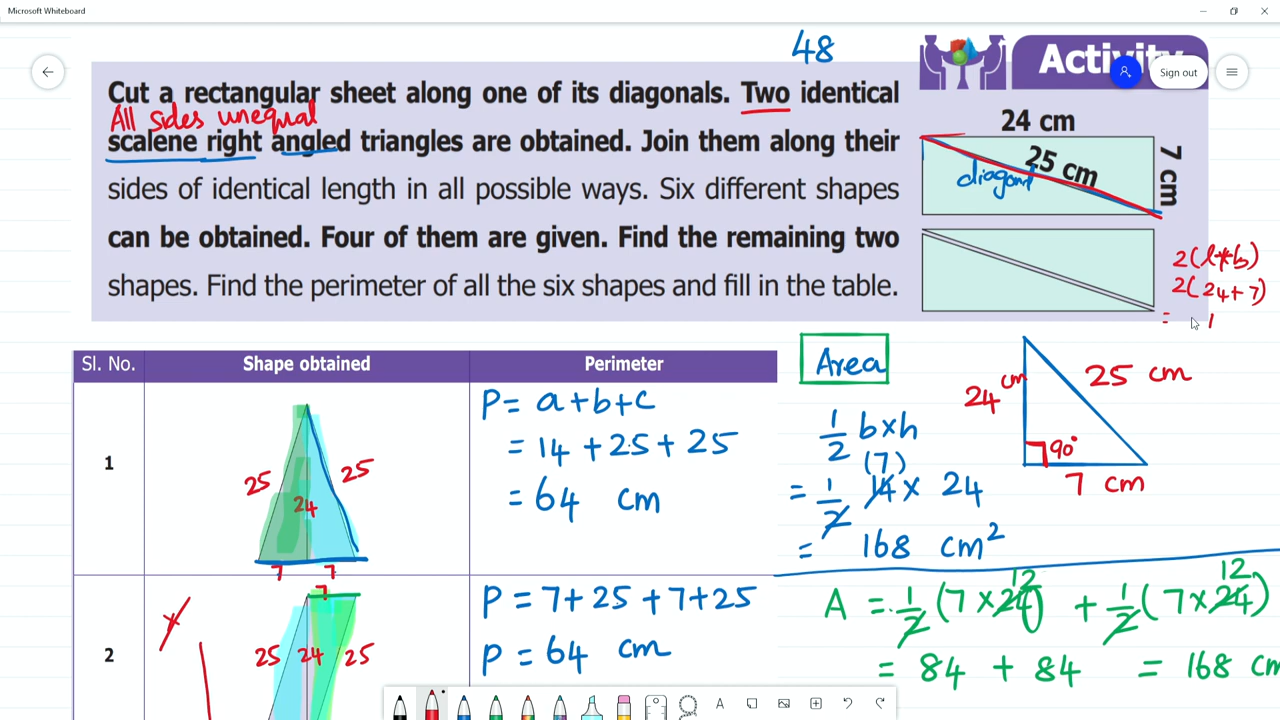 Microsoft Whiteboard
48
Activity
Sign out
Cut a rectangular sheet along one of its diagonals. Two identical
All sides unequal
scalene right angled triangles are obtained. Join them along their
sides of identical length in all possible ways. Six different shapes
can be obtained. Four of them are given. Find the remaining two
shapes. Find the perimeter of all the six shapes and fill in the table.
24 cm
25 cm
7 cm
2(l+b)
2(24+7)
=
Sl. No.
Shape obtained
Perimeter
1
25
25
24
7
7
P = a+b+c
= 14 + 25 + 25
= 64 cm
Area
1/2 b×h
(7)
= 1/2 14 × 24
= 168 cm²
24 cm
25 cm
90°
7 cm
2
7
25
24
25
P = 7+25+7+25
P = 64 cm
12
12
A = 1/2 (7×24) + 1/2 (7×24)
= 84 + 84 = 168 cm
A